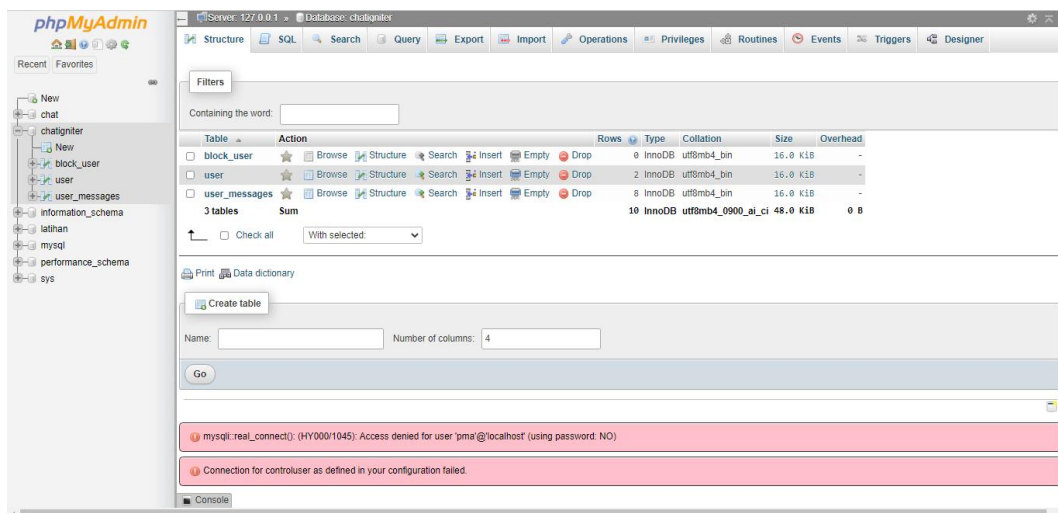 phpMyAdmin
Recent Favorites
New
chat
chatigniter
New
block_user
user
user_messages
information_schema
latihan
mysql
performance_schema
sys
Server: 127.0.0.1 » Database: chatigniter
Structure SQL Search Query Export Import Operations Privileges Routines Events Triggers Designer
Filters
Containing the word:
Table Action Rows Type Collation Size Overhead
block_user Browse Structure Search Insert Empty Drop 0 InnoDB utf8mb4_bin 16.0 KiB -
user Browse Structure Search Insert Empty Drop 2 InnoDB utf8mb4_bin 16.0 KiB -
user_messages Browse Structure Search Insert Empty Drop 8 InnoDB utf8mb4_bin 16.0 KiB -
3 tables Sum 10 InnoDB utf8mb4_0900_ai_ci 48.0 KiB 0 B
Check all With selected:
Print Data dictionary
Create table
Name: Number of columns: 4
Go
mysqli::real_connect(): (HY000/1045): Access denied for user 'pma'@'localhost' (using password: NO)
Connection for controluser as defined in your configuration failed.
Console